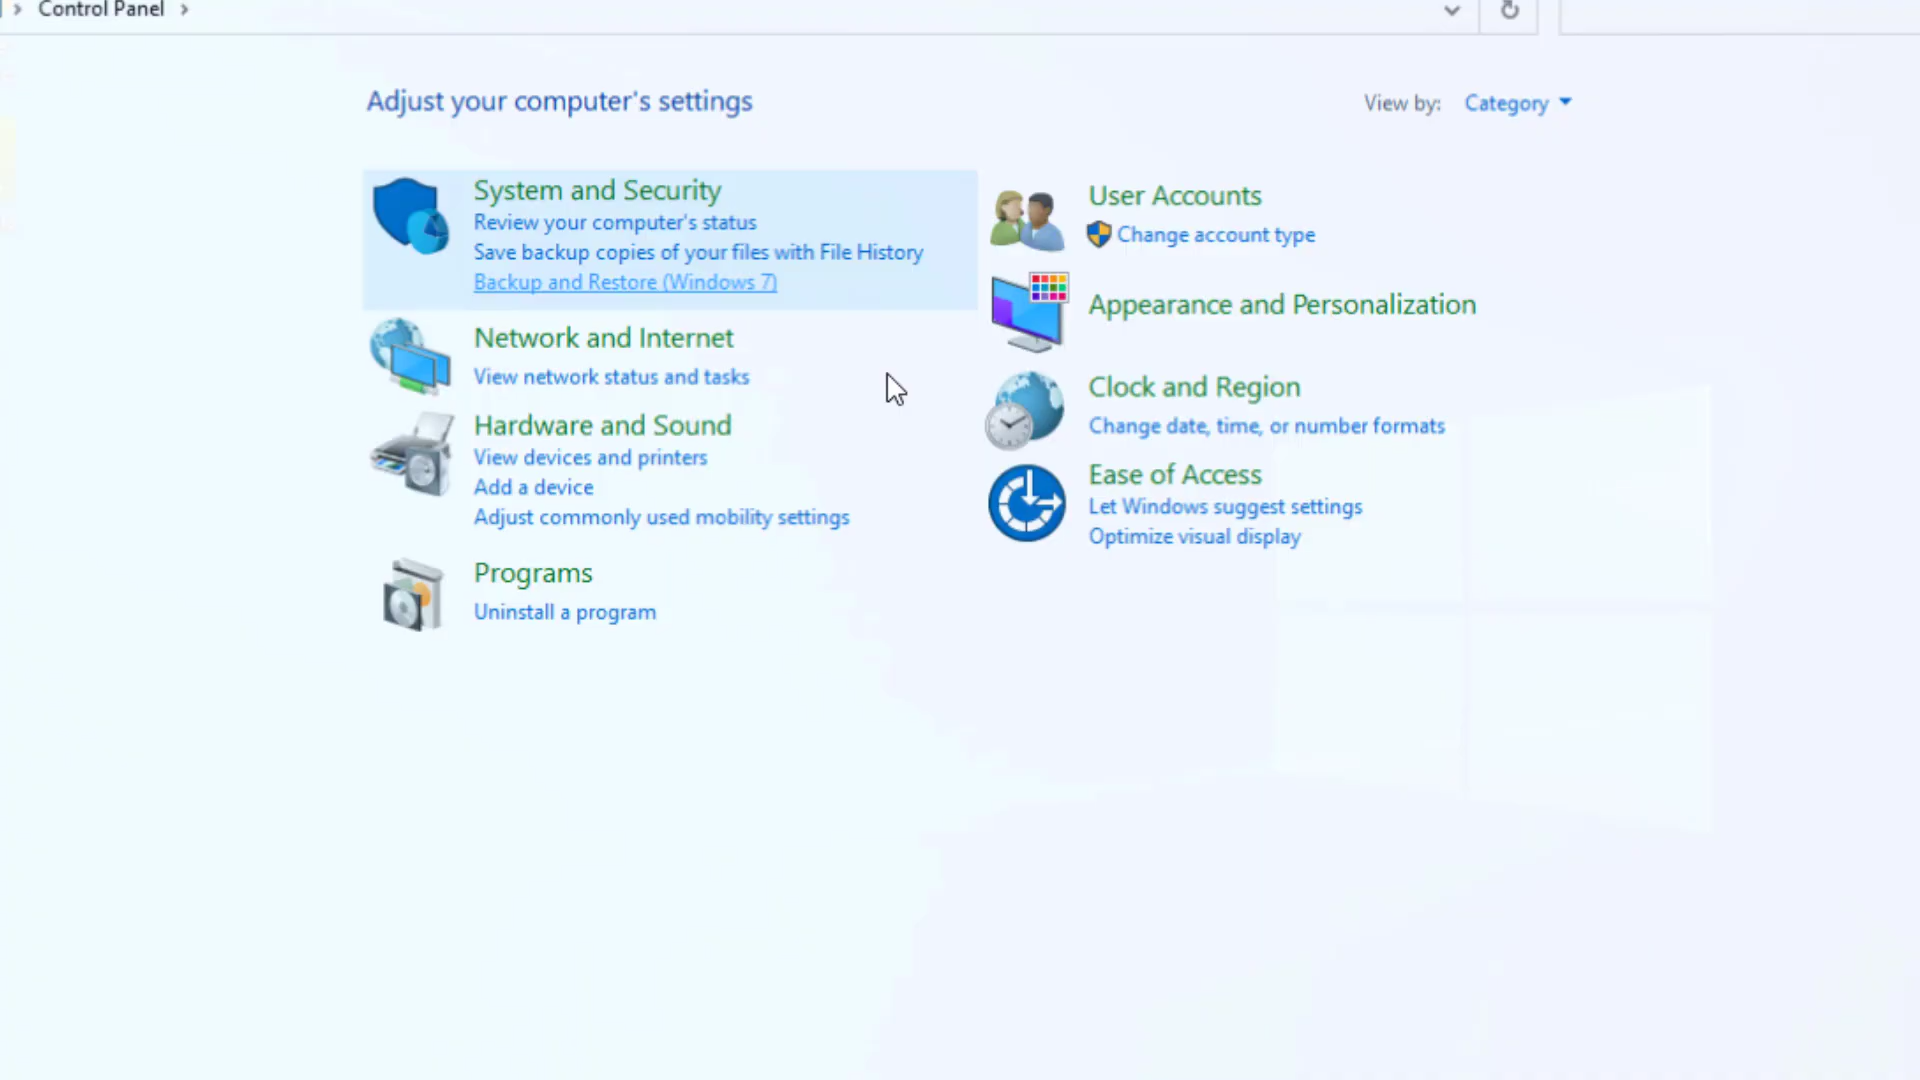 Control Panel
Adjust your computer's settings
View by: Category
System and Security
Review your computer's status
Save backup copies of your files with File History
Backup and Restore (Windows 7)
Network and Internet
View network status and tasks
Hardware and Sound
View devices and printers
Add a device
Adjust commonly used mobility settings
Programs
Uninstall a program
User Accounts
Change account type
Appearance and Personalization
Clock and Region
Change date, time, or number formats
Ease of Access
Let Windows suggest settings
Optimize visual display